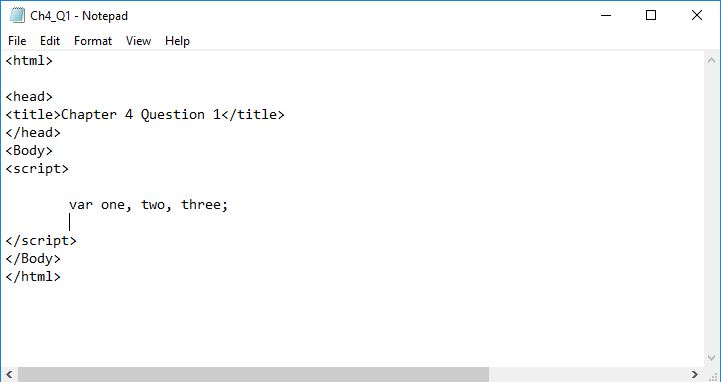 Ch4_Q1 - Notepad
File Edit Format View Help
<html>
<head>
<title>Chapter 4 Question 1</title>
</head>
<Body>
<script>
var one, two, three;
</script>
</Body>
</html>